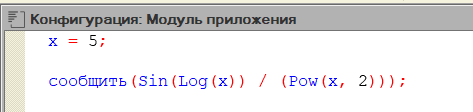 Конфигурация: Модуль приложения
x = 5;
сообщить(Sin(Log(x)) / (Pow(x, 2)));